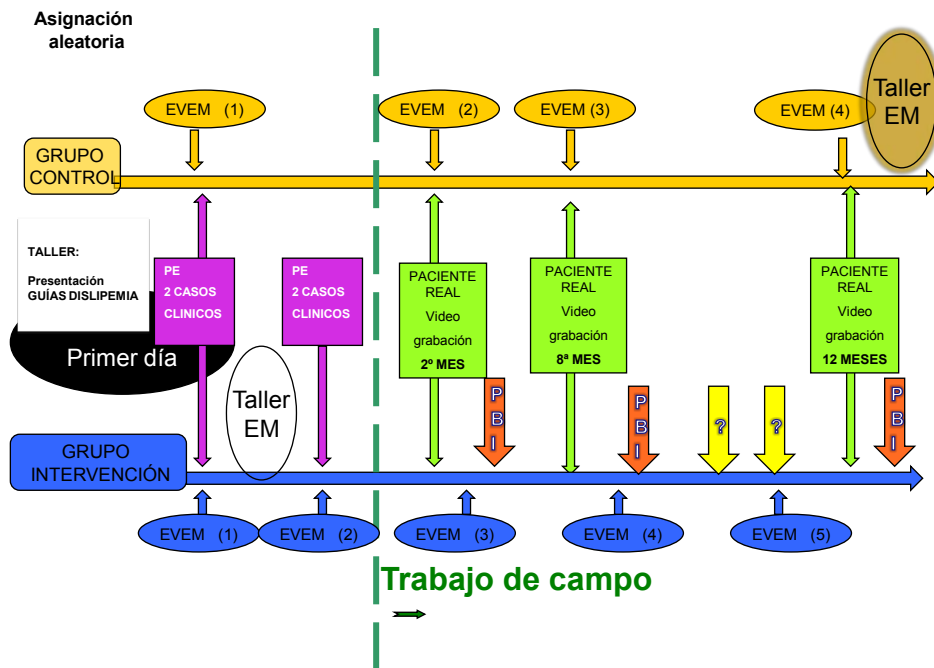 Asignación
aleatoria
EVEM (1)
EVEM (2)
EVEM (3)
EVEM (4)
Taller
EM
GRUPO
CONTROL
TALLER:
Presentación
GUÍAS DISLIPEMIA
Primer día
PE
2 CASOS
CLINICOS
PE
2 CASOS
CLINICOS
Taller
EM
PACIENTE
REAL
Video
grabación
2º MES
PACIENTE
REAL
Video
grabación
8ª MES
PACIENTE
REAL
Video
grabación
12 MESES
PBI
PBI
?
?
PBI
GRUPO
INTERVENCIÓN
EVEM (1)
EVEM (2)
EVEM (3)
EVEM (4)
EVEM (5)
Trabajo de campo